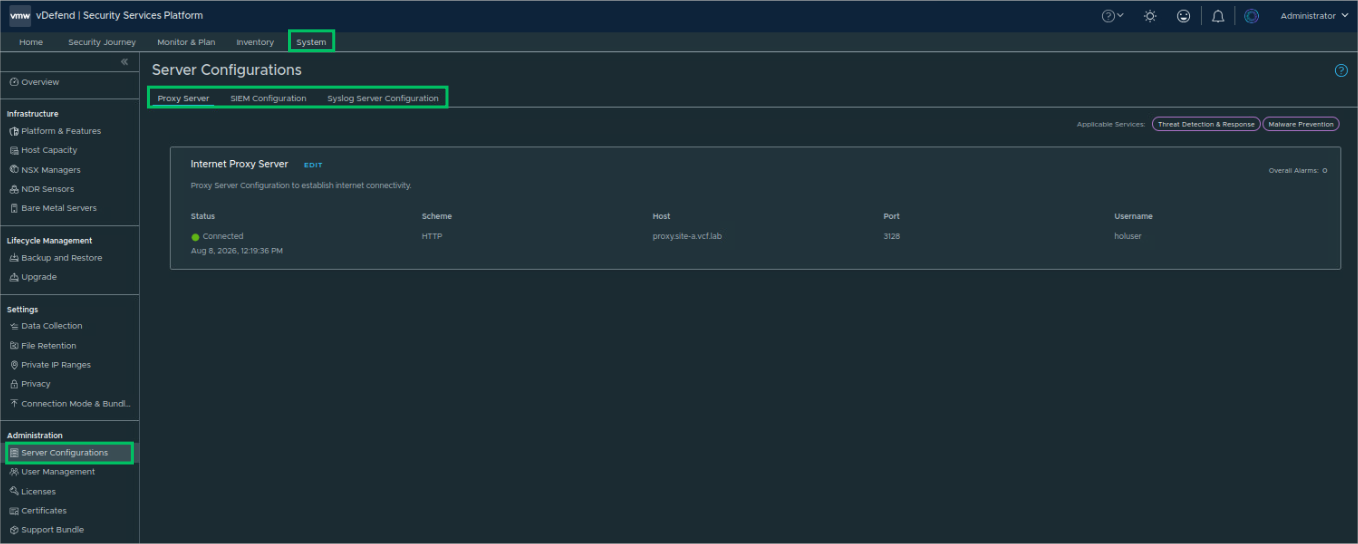 vmw vDefend | Security Services Platform
Administrator
Home Security Journey Monitor & Plan Inventory System
Overview
Infrastructure
Platform & Features
Host Capacity
NSX Managers
NDR Sensors
Bare Metal Servers
Lifecycle Management
Backup and Restore
Upgrade
Settings
Data Collection
File Retention
Private IP Ranges
Privacy
Connection Mode & Bundl...
Administration
Server Configurations
User Management
Licenses
Certificates
Support Bundle
Server Configurations
Proxy Server SIEM Configuration Syslog Server Configuration
Applicable Services: Threat Detection & Response Malware Prevention
Internet Proxy Server EDIT
Overall Alarms: 0
Proxy Server Configuration to establish internet connectivity.
Status Scheme Host Port Username
Connected HTTP proxy.site-a.vcf.lab 3128 holuser
Aug 8, 2026, 12:19:36 PM